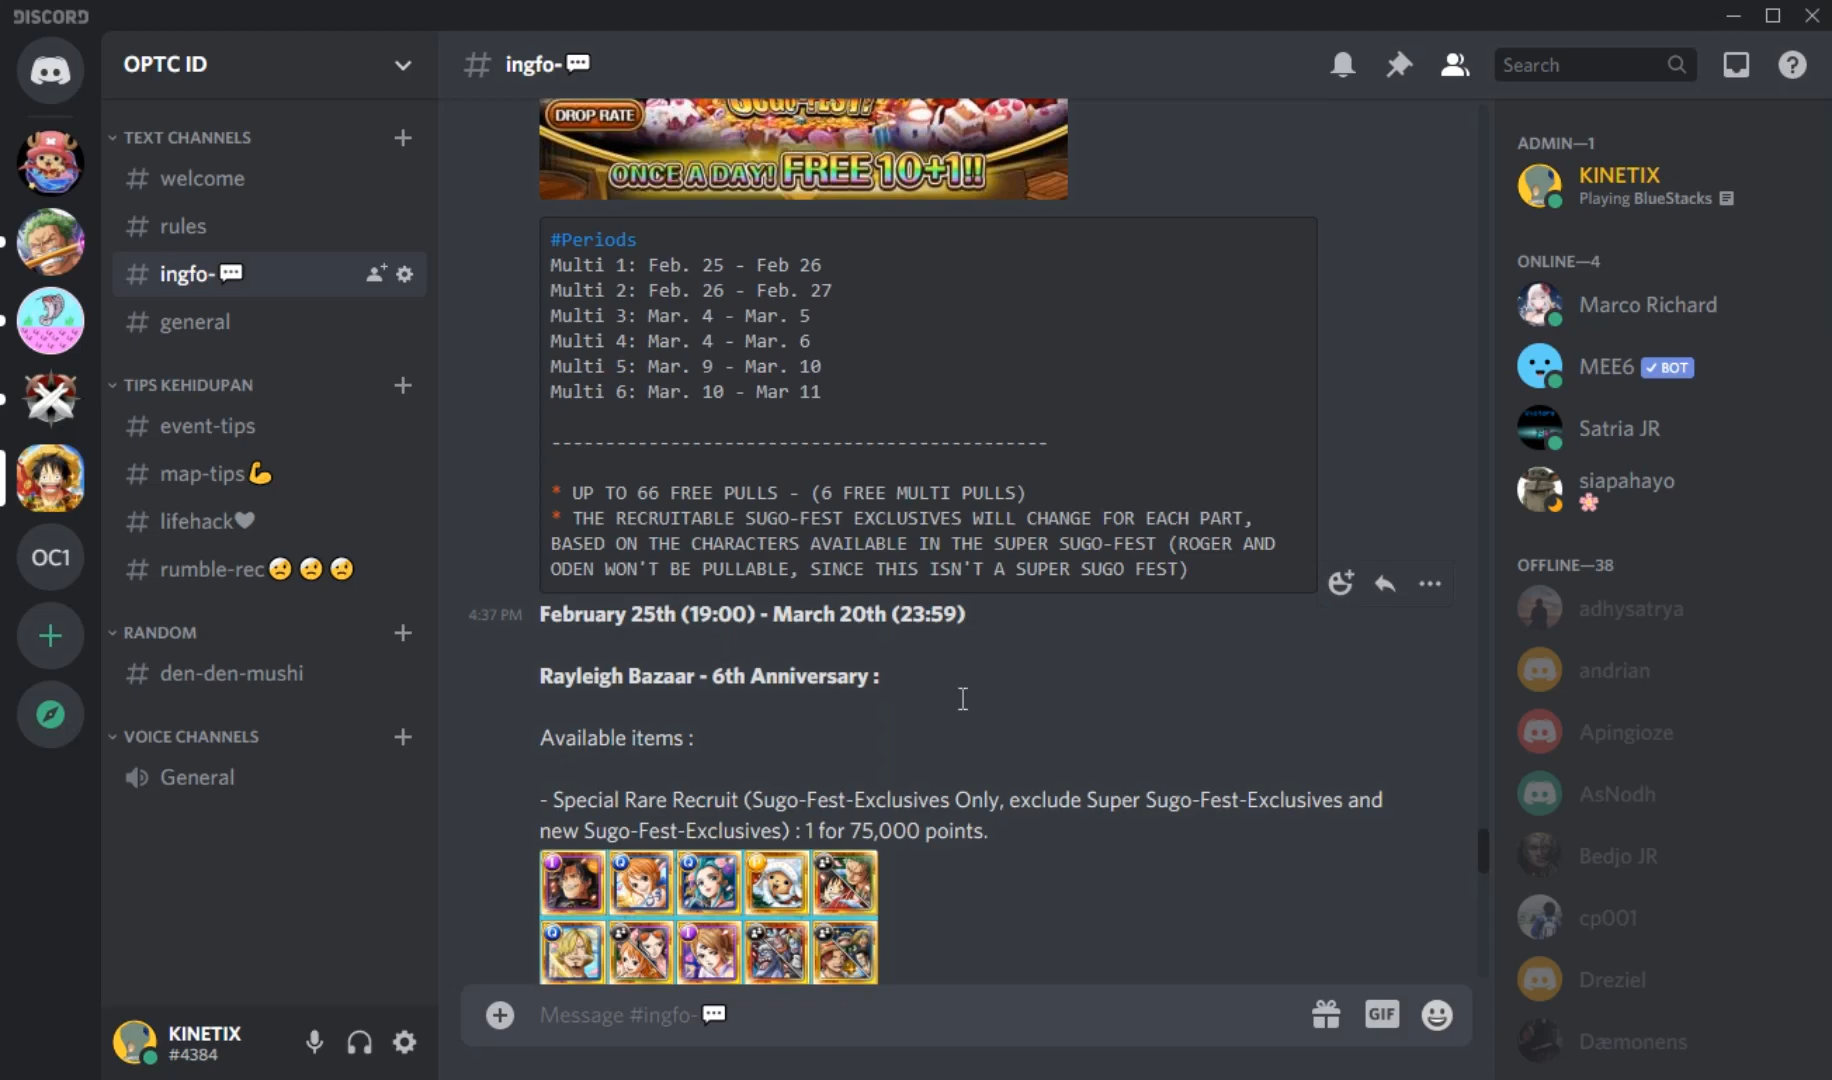 DISCORD
OPTC ID
TEXT CHANNELS
# welcome
# rules
# ingfo-💬
# general
TIPS KEHIDUPAN
# event-tips
# map-tips💪
# lifehack🖤
# rumble-rec🤕 🤕 🤕
RANDOM
# den-den-mushi
VOICE CHANNELS
General
OC1
KINETIX
#4384
# ingfo-💬
Search
DROP RATE
SUGO-FEST!
ONCE A DAY! FREE 10+1!!
#Periods
Multi 1: Feb. 25 - Feb 26
Multi 2: Feb. 26 - Feb. 27
Multi 3: Mar. 4 - Mar. 5
Multi 4: Mar. 4 - Mar. 6
Multi 5: Mar. 9 - Mar. 10
Multi 6: Mar. 10 - Mar 11
----------------------------------------------
* UP TO 66 FREE PULLS - (6 FREE MULTI PULLS)
* THE RECRUITABLE SUGO-FEST EXCLUSIVES WILL CHANGE FOR EACH PART,
BASED ON THE CHARACTERS AVAILABLE IN THE SUPER SUGO-FEST (ROGER AND
ODEN WON'T BE PULLABLE, SINCE THIS ISN'T A SUPER SUGO FEST)
4:37 PM February 25th (19:00) - March 20th (23:59)
Rayleigh Bazaar - 6th Anniversary :
Available items :
- Special Rare Recruit (Sugo-Fest-Exclusives Only, exclude Super Sugo-Fest-Exclusives and
new Sugo-Fest-Exclusives) : 1 for 75,000 points.
Message #ingfo-💬
GIF
ADMIN—1
KINETIX
Playing BlueStacks
ONLINE—4
Marco Richard
MEE6 ✓ BOT
Satria JR
siapahayo
🌸
OFFLINE—38
adhysatrya
andrian
Apingioze
AsNodh
Bedjo JR
cp001
Dreziel
Dæmonens